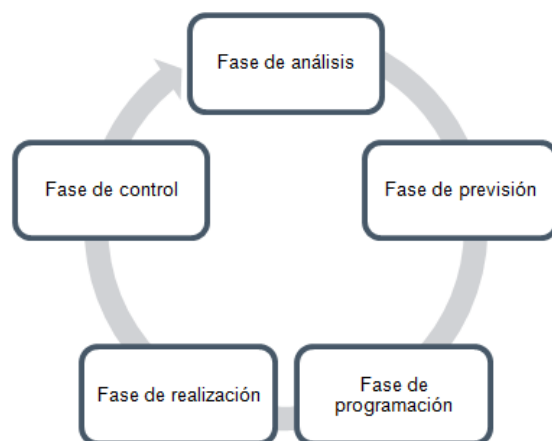 Fase de análisis
Fase de previsión
Fase de
programación
Fase de realización
Fase de control